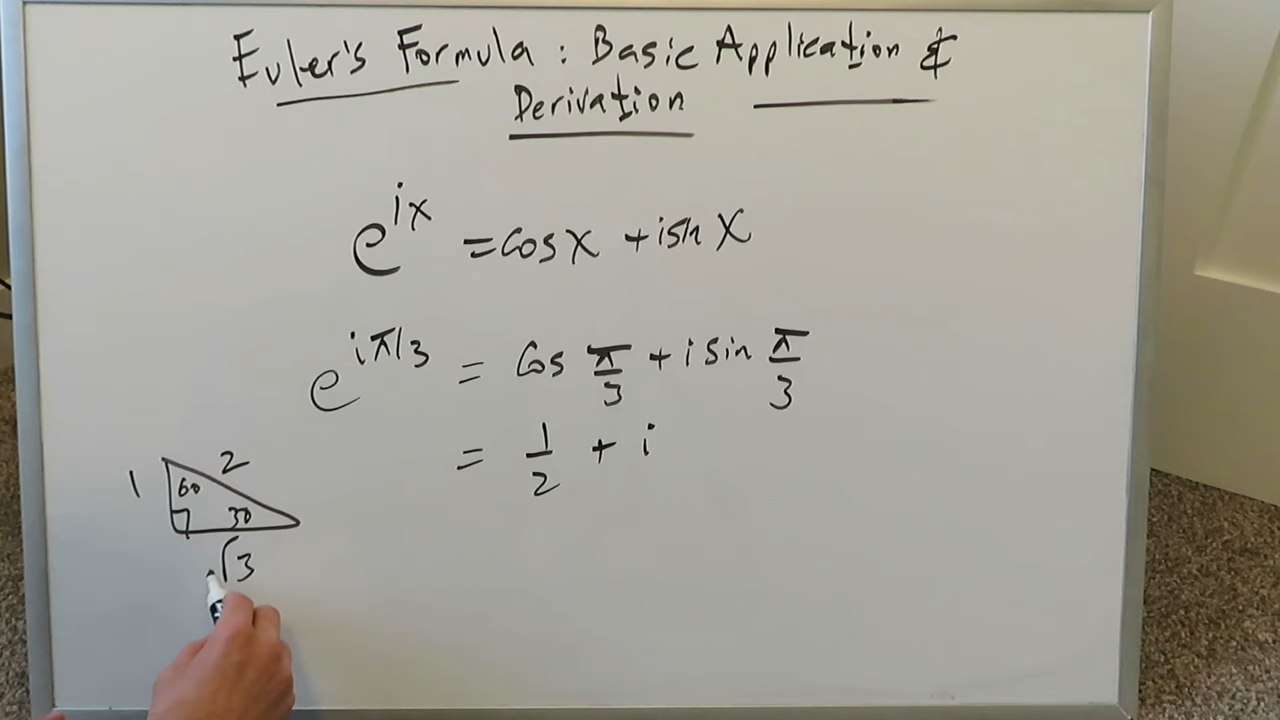 Euler's Formula : Basic Application &
Derivation
e^{ix} = cos x + i sin x
e^{iπ/3} = cos π/3 + i sin π/3
= 1/2 + i
1 2
60
30
√3